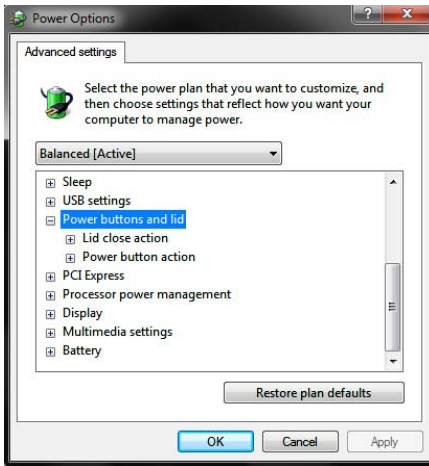 Power Options
Advanced settings
Select the power plan that you want to customize, and
then choose settings that reflect how you want your
computer to manage power.
Balanced [Active]
Sleep
USB settings
Power buttons and lid
Lid close action
Power button action
PCI Express
Processor power management
Display
Multimedia settings
Battery
Restore plan defaults
OK Cancel Apply